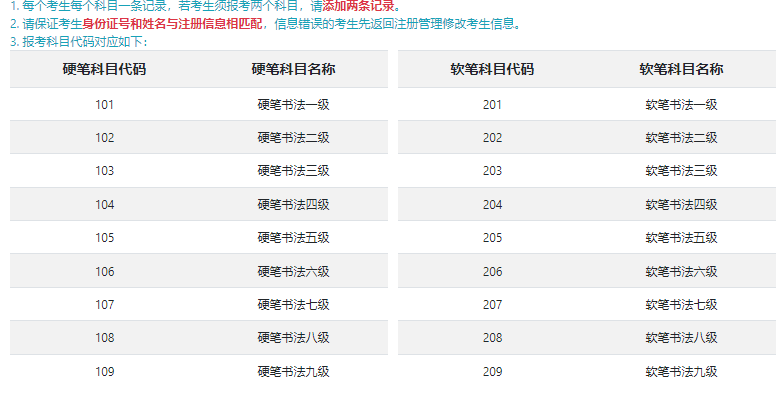 1. 每个考生每个科目一条记录，若考生须报考两个科目，请添加两条记录。
2. 请保证考生身份证号和姓名与注册信息相匹配，信息错误的考生先返回注册管理修改考生信息。
3. 报考科目代码对应如下：
硬笔科目代码 硬笔科目名称 软笔科目代码 软笔科目名称
101 硬笔书法一级 201 软笔书法一级
102 硬笔书法二级 202 软笔书法二级
103 硬笔书法三级 203 软笔书法三级
104 硬笔书法四级 204 软笔书法四级
105 硬笔书法五级 205 软笔书法五级
106 硬笔书法六级 206 软笔书法六级
107 硬笔书法七级 207 软笔书法七级
108 硬笔书法八级 208 软笔书法八级
109 硬笔书法九级 209 软笔书法九级